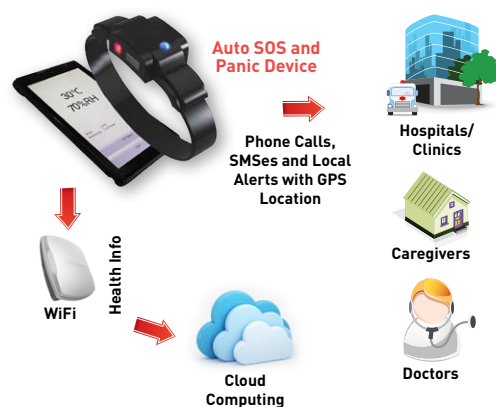 Auto SOS and
Panic Device
30°C
70%RH
Phone Calls,
SMSes and Local
Alerts with GPS
Location
Hospitals/
Clinics
Caregivers
Doctors
WiFi
Health Info
Cloud
Computing